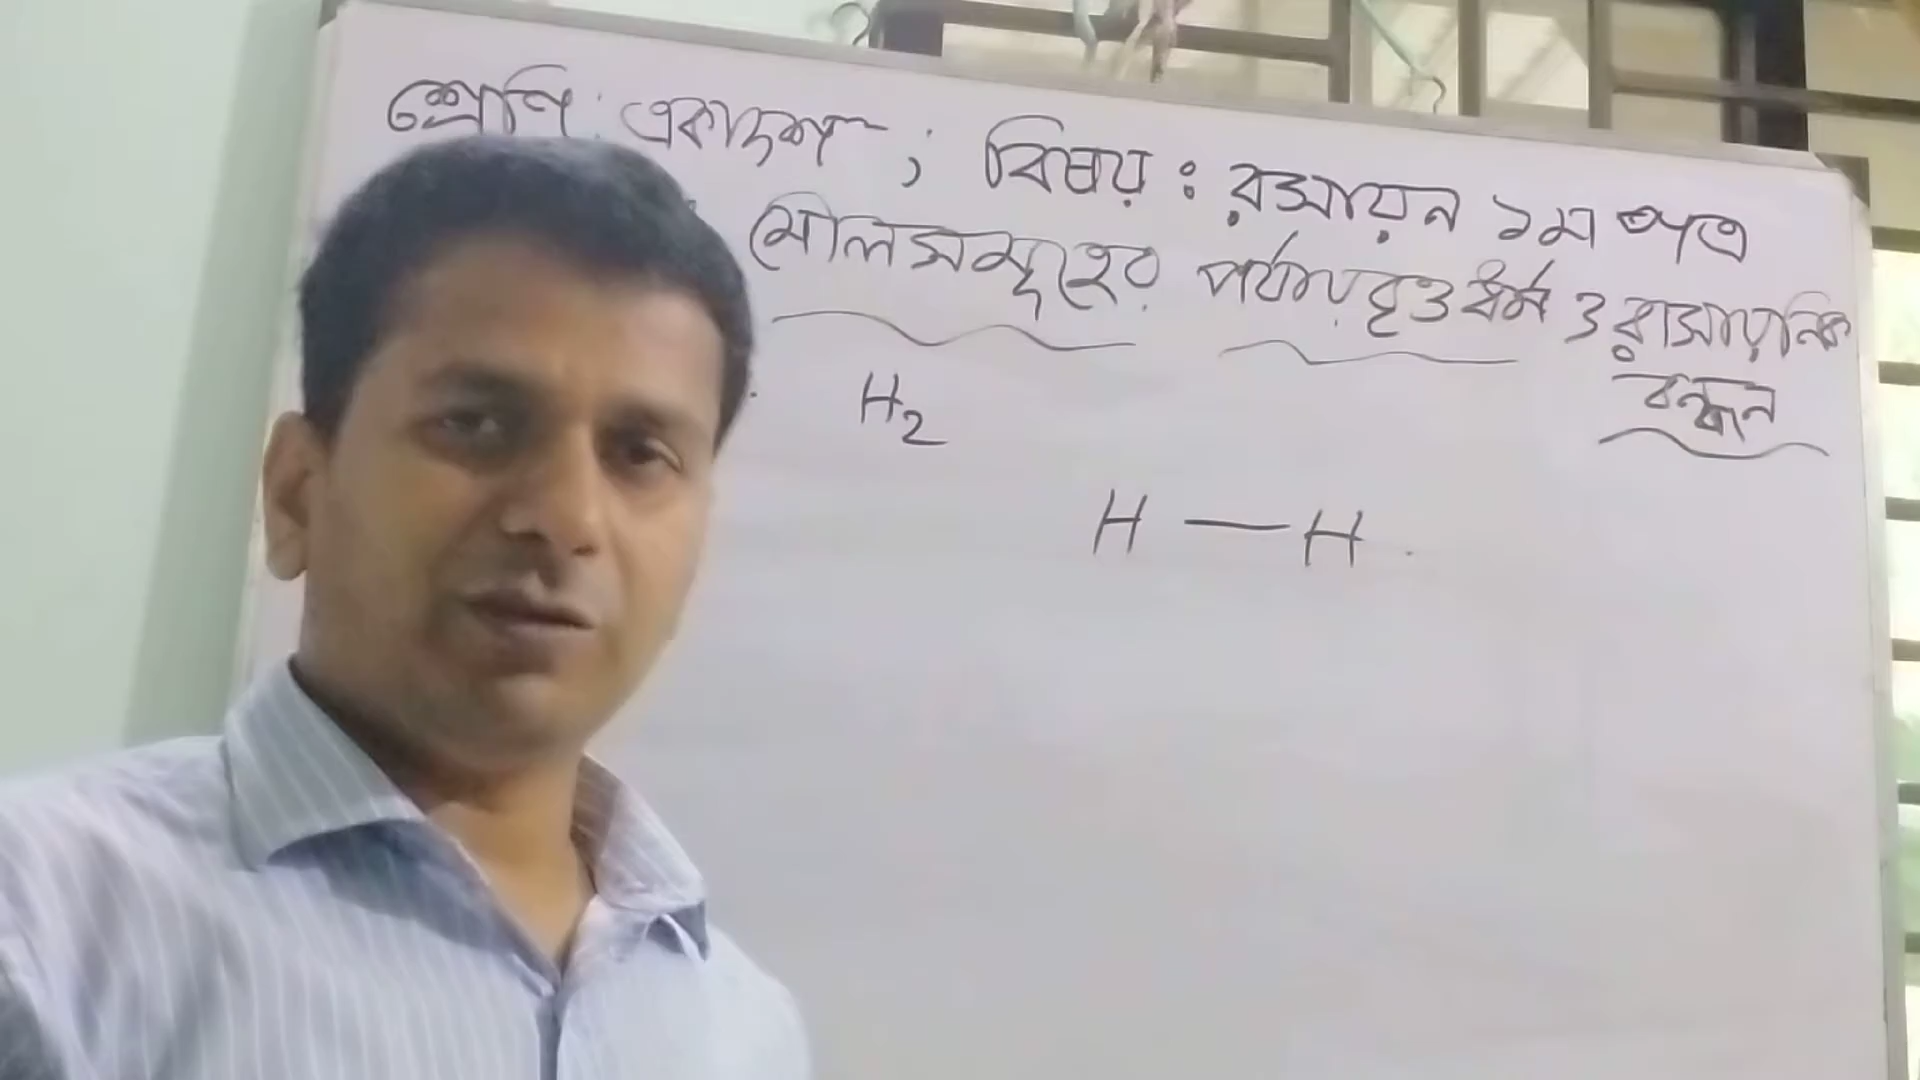 শ্রেণি : একাদশ ; বিষয় : রসায়ন ১ম পত্র
মৌলসমূহের পর্যায়বৃত্ত ধর্ম ও রাসায়নিক
বন্ধন
H₂
H — H